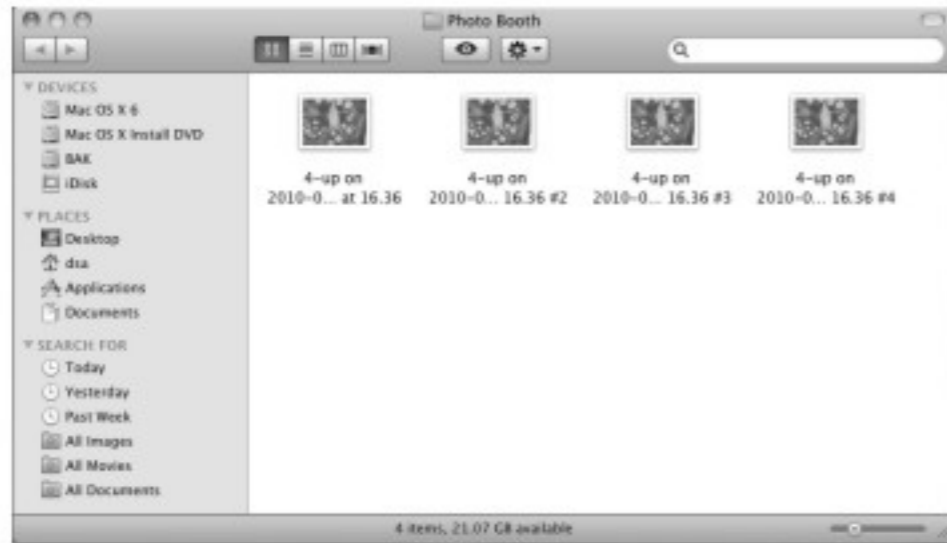 Photo Booth
DEVICES
Mac OS X 6
Mac OS X Install DVD
BAK
iDisk
PLACES
Desktop
dsa
Applications
Documents
SEARCH FOR
Today
Yesterday
Past Week
All Images
All Movies
All Documents
4-up on
2010-0... at 16.36
4-up on
2010-0... 16.36 #2
4-up on
2010-0... 16.36 #3
4-up on
2010-0... 16.36 #4
4 items, 21.07 GB available